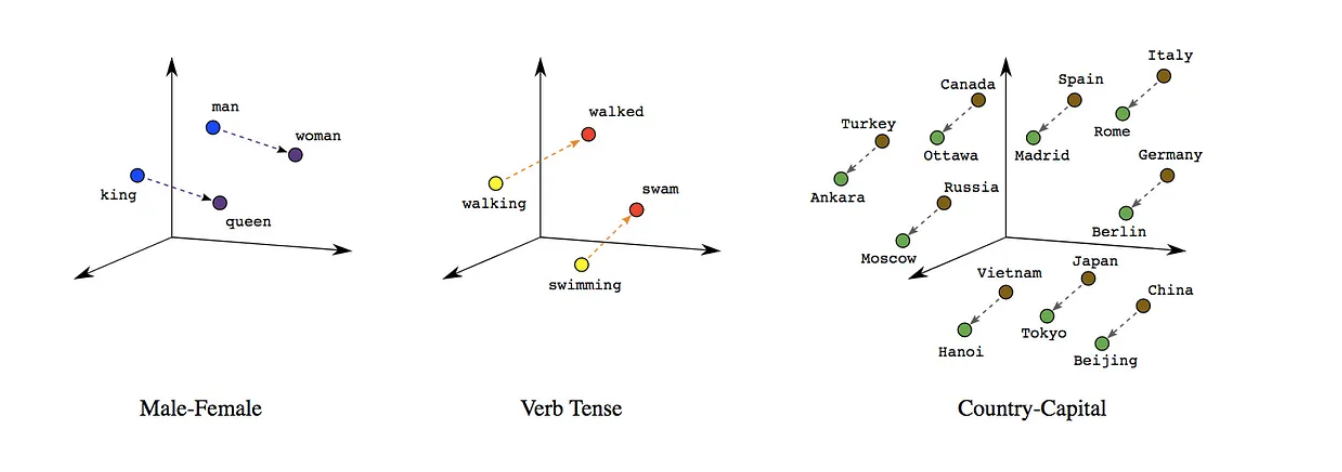 man
woman
king
queen
Male-Female
walked
walking
swam
swimming
Verb Tense
Italy
Canada
Spain
Turkey
Rome
Ottawa
Madrid
Germany
Ankara
Russia
Berlin
Moscow
Japan
Vietnam
China
Tokyo
Hanoi
Beijing
Country-Capital